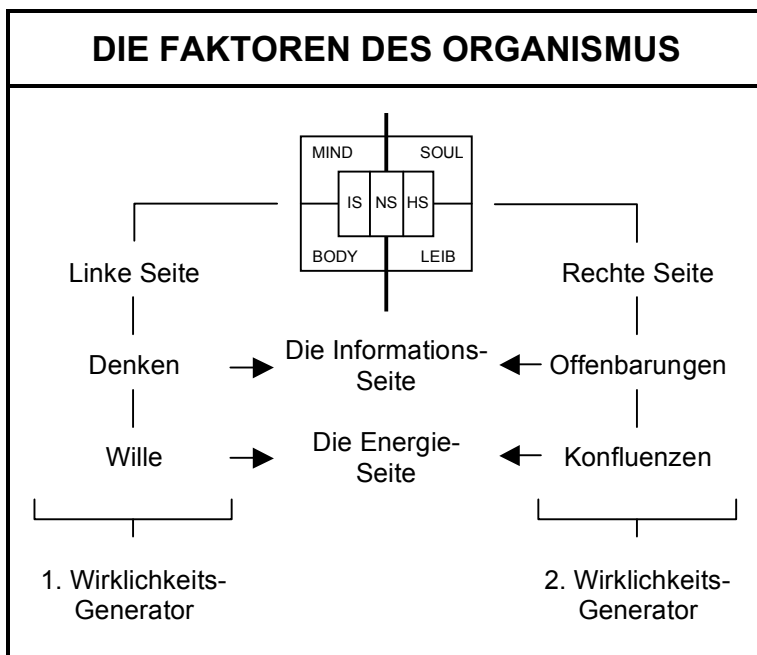 DIE FAKTOREN DES ORGANISMUS
MIND SOUL
IS NS HS
BODY LEIB
Linke Seite Rechte Seite
Denken Die Informations-
Seite Offenbarungen
Wille Die Energie-
Seite Konfluenzen
1. Wirklichkeits-
Generator
2. Wirklichkeits-
Generator